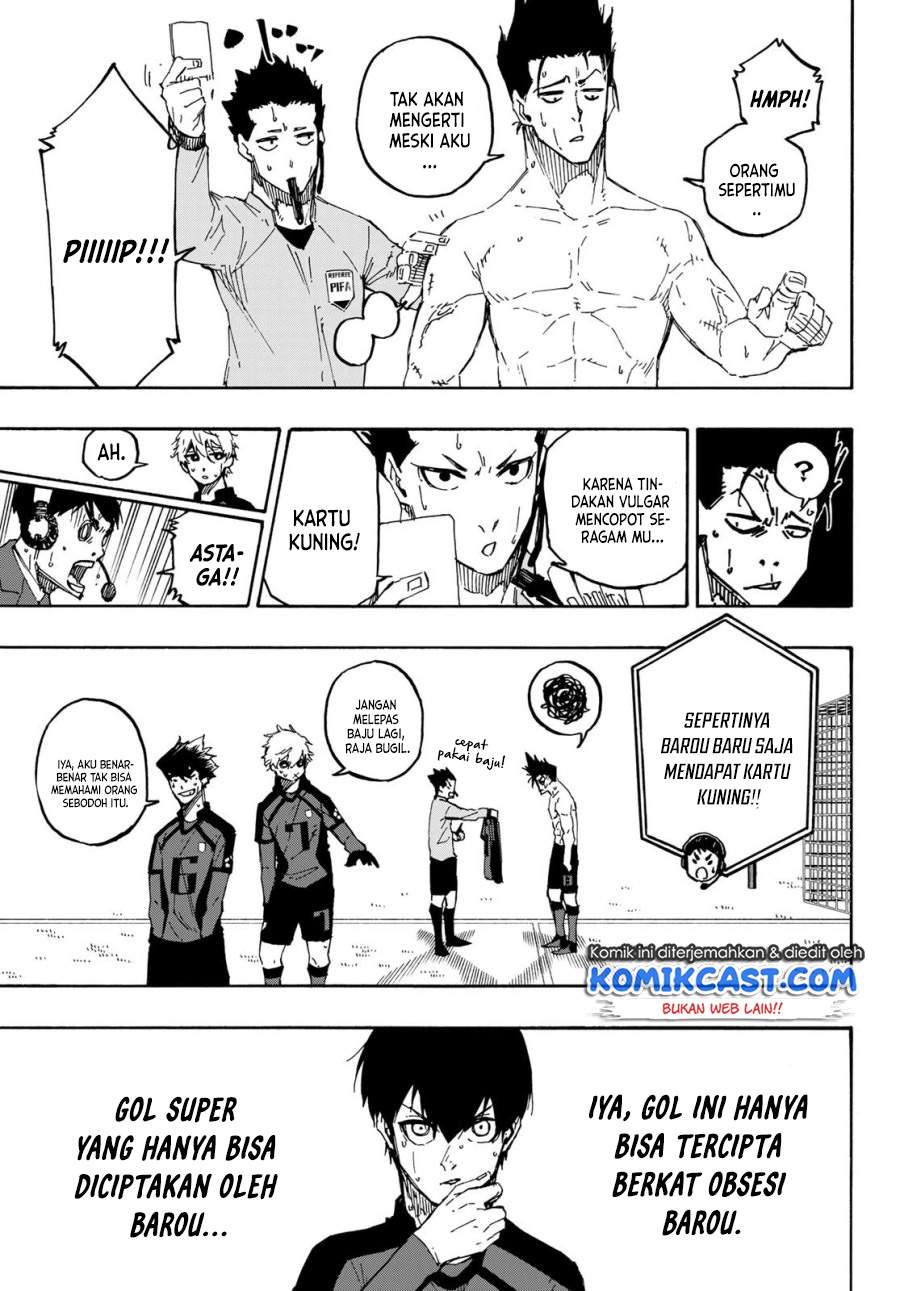 HMPH!
ORANG
SEPERTIMU
..
TAK AKAN
MENGERTI
MESKI AKU
...
PIIIIIP!!!
REFEREE
PIFA
?
KARENA TIN-
DAKAN VULGAR
MENCOPOT SE-
RAGAM MU...
KARTU
KUNING!
AH.
ASTA-
GA!!
SEPERTINYA
BAROU BARU SAJA
MENDAPAT KARTU
KUNING!!
cepat
pakai baju!
JANGAN
MELEPAS
BAJU LAGI,
RAJA BUGIL.
IYA, AKU BENAR-
BENAR TAK BISA
MEMAHAMI ORANG
SEBODOH ITU.
8
7
7
6
Komik ini diterjemahkan & diedit oleh
KOMIKCAST.COM
BUKAN WEB LAIN!!
IYA, GOL INI HANYA
BISA TERCIPTA
BERKAT OBSESI
BAROU.
GOL SUPER
YANG HANYA BISA
DICIPTAKAN OLEH
BAROU...